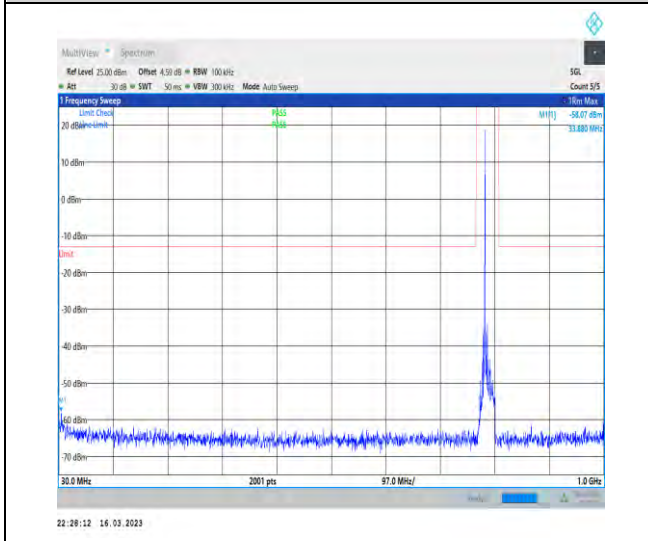 MultiView Spectrum
Ref Level 25.00 dBm Offset 4.59 dB RBW 100 kHz SGL
Att 30 dB SWT 50 ms VBW 300 kHz Mode Auto Sweep Count 5/5
1 Frequency Sweep 1Rm Max
Limit Check PASS M1[1] -58.07 dBm
20 dBm Line Limit PASS 33.880 MHz
10 dBm
0 dBm
-10 dBm
Limit
-20 dBm
-30 dBm
-40 dBm
-50 dBm
M1
-60 dBm
-70 dBm
30.0 MHz 2001 pts 97.0 MHz/ 1.0 GHz
22:28:12 16.03.2023